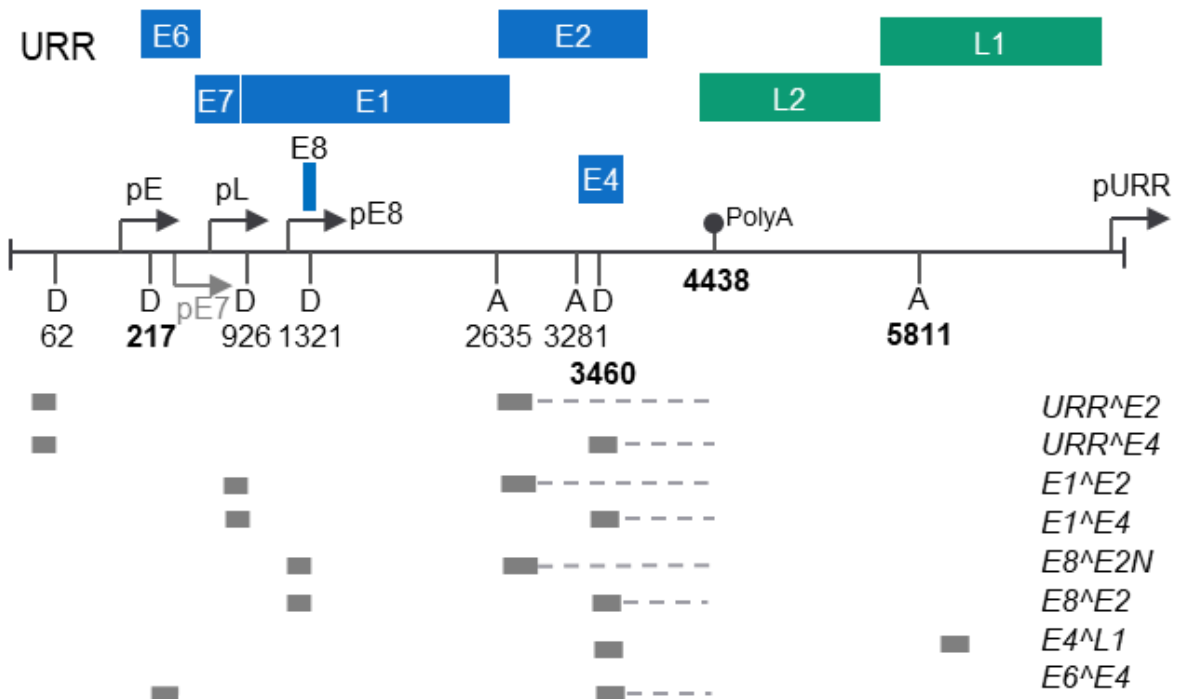 URR E6 E2 L1
E7 E1 L2
E8
E4
pE pL pE8 PolyA pURR
D D pE7 D D A A D 4438 A
62 217 926 1321 2635 3281 5811
3460
URR^E2
URR^E4
E1^E2
E1^E4
E8^E2N
E8^E2
E4^L1
E6^E4